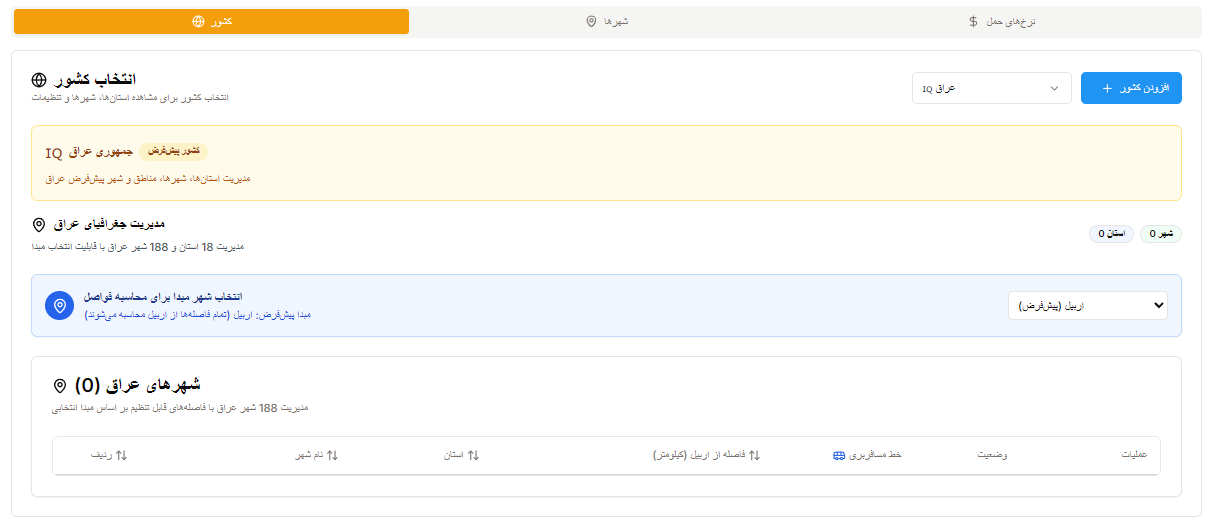 کشور
شهرها
نرخ‌های حمل
انتخاب کشور
انتخاب کشور برای مشاهده استان‌ها، شهرها و تنظیمات
عراق IQ
افزودن کشور +
IQ جمهوری عراق کشور پیش‌فرض
مدیریت استان‌ها، شهرها، مناطق و شهر پیش‌فرض عراق
مدیریت جغرافیای عراق
مدیریت 18 استان و 188 شهر عراق با قابلیت انتخاب مبدا
0 استان
0 شهر
انتخاب شهر مبدا برای محاسبه فواصل
مبدا پیش‌فرض: اربیل (تمام فاصله‌ها از اربیل محاسبه می‌شوند)
اربیل (پیش‌فرض)
شهرهای عراق (0)
مدیریت 188 شهر عراق با فاصله‌های قابل تنظیم بر اساس مبدا انتخابی
ردیف
نام شهر
استان
فاصله از اربیل (کیلومتر)
خط مسافربری
وضعیت
عملیات